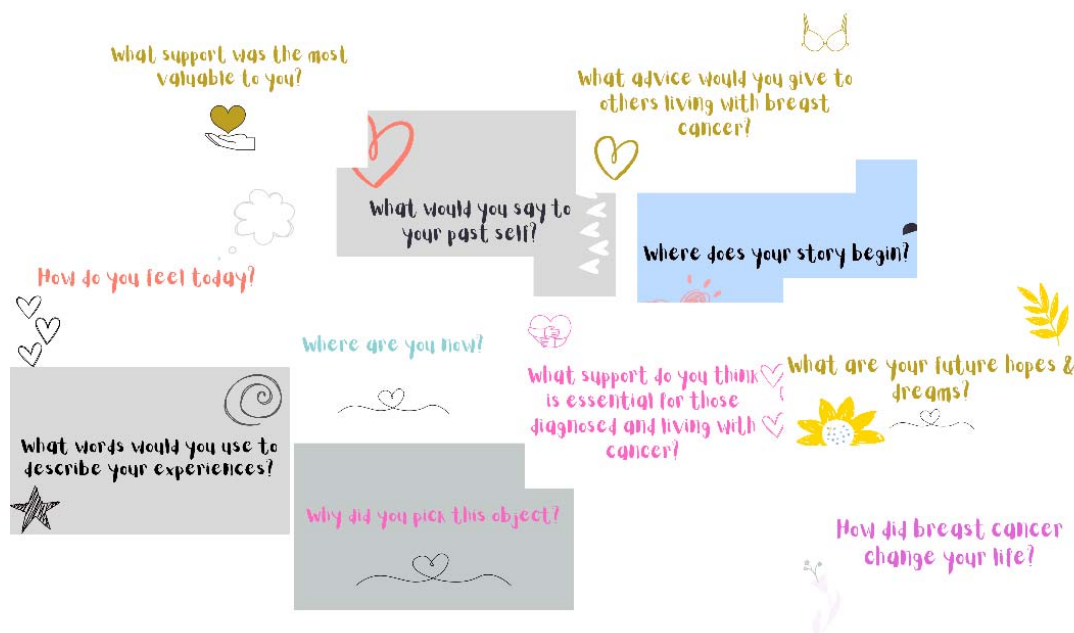 What support was the most
valuable to you?
What advice would you give to
others living with breast
cancer?
What would you say to
your past self?
Where does your story begin?
How do you feel today?
Where are you now?
What support do you think
is essential for those
diagnosed and living with
cancer?
What are your future hopes &
dreams?
What words would you use to
describe your experiences?
Why did you pick this object?
How did breast cancer
change your life?